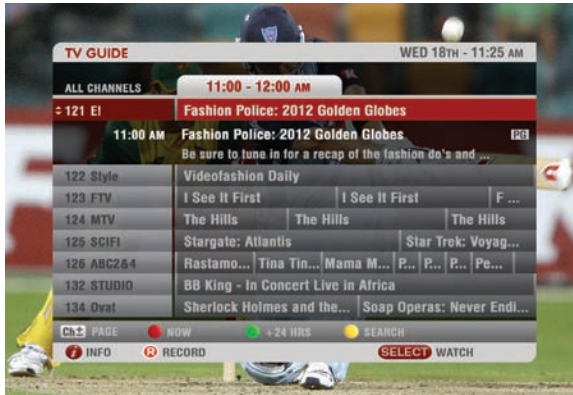 TV GUIDE WED 18TH - 11:25 AM
ALL CHANNELS 11:00 - 12:00 AM
121 E! Fashion Police: 2012 Golden Globes
11:00 AM Fashion Police: 2012 Golden Globes PG
Be sure to tune in for a recap of the fashion do's and ...
122 Style Videofashion Daily
123 FTV I See It First I See It First F ...
124 MTV The Hills The Hills The Hills
125 SCIFI Stargate: Atlantis Star Trek: Voyag...
126 ABC2&4 Rastamo... Tina Tin... Mama M... P... P... P... Pe...
132 STUDIO BB King - In Concert Live in Africa
134 Ovat Sherlock Holmes and the... Soap Operas: Never Endi...
Ch± PAGE NOW +24 HRS SEARCH
i INFO R RECORD SELECT WATCH